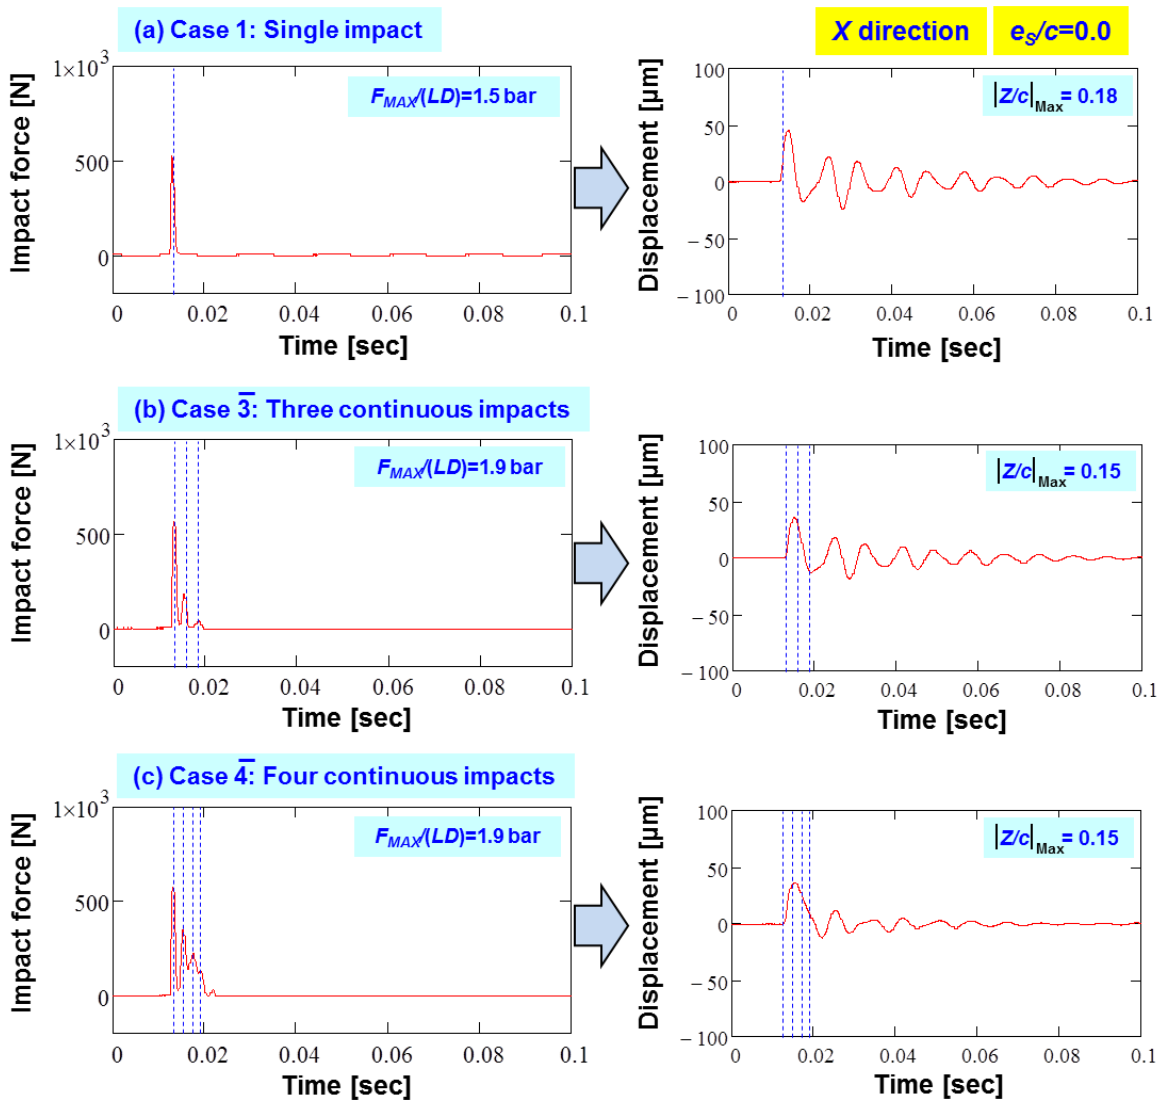 (a) Case 1: Single impact
X direction
e_S/c=0.0
1×10³
500
0
Impact force [N]
F_MAX/(LD)=1.5 bar
0 0.02 0.04 0.06 0.08 0.1
Time [sec]
100
50
0
−50
−100
Displacement [µm]
|Z/c|_Max = 0.18
0 0.02 0.04 0.06 0.08 0.1
Time [sec]
(b) Case 3̅: Three continuous impacts
1×10³
500
0
Impact force [N]
F_MAX/(LD)=1.9 bar
0 0.02 0.04 0.06 0.08 0.1
Time [sec]
100
50
0
−50
−100
Displacement [µm]
|Z/c|_Max = 0.15
0 0.02 0.04 0.06 0.08 0.1
Time [sec]
(c) Case 4̅: Four continuous impacts
1×10³
500
0
Impact force [N]
F_MAX/(LD)=1.9 bar
0 0.02 0.04 0.06 0.08 0.1
Time [sec]
100
50
0
−50
−100
Displacement [µm]
|Z/c|_Max = 0.15
0 0.02 0.04 0.06 0.08 0.1
Time [sec]